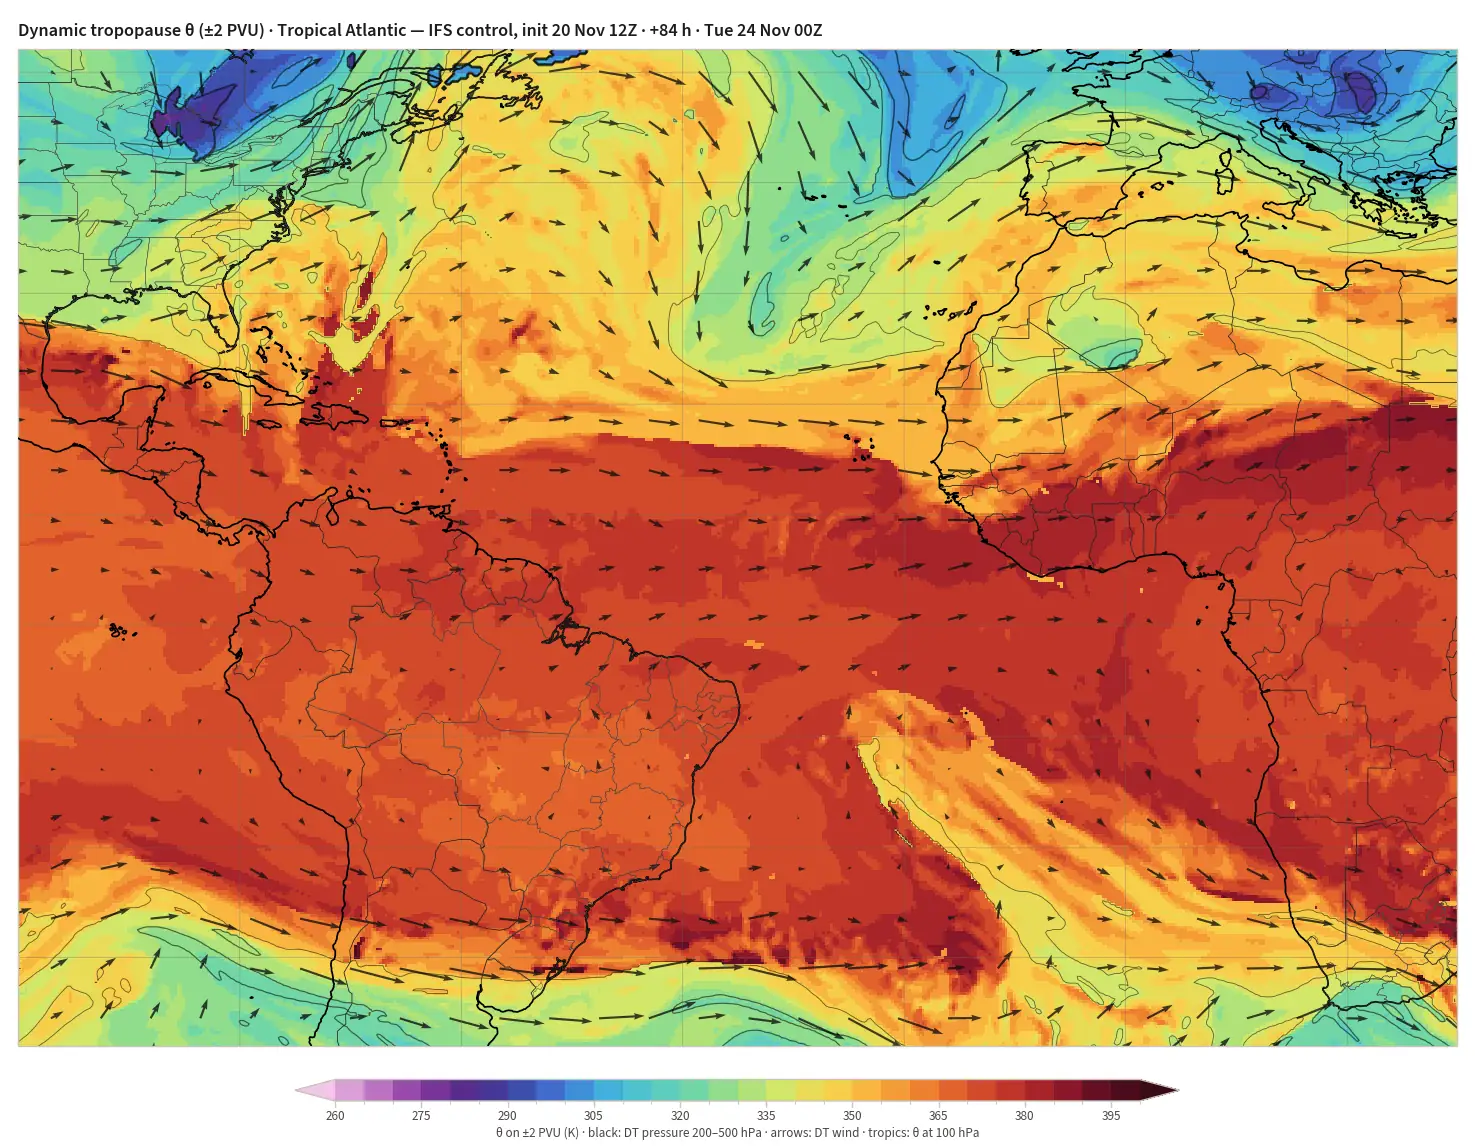 Dynamic tropopause θ (±2 PVU) · Tropical Atlantic — IFS control, init 20 Nov 12Z · +84 h · Tue 24 Nov 00Z
260 275 290 305 320 335 350 365 380 395
θ on ±2 PVU (K) · black: DT pressure 200–500 hPa · arrows: DT wind · tropics: θ at 100 hPa